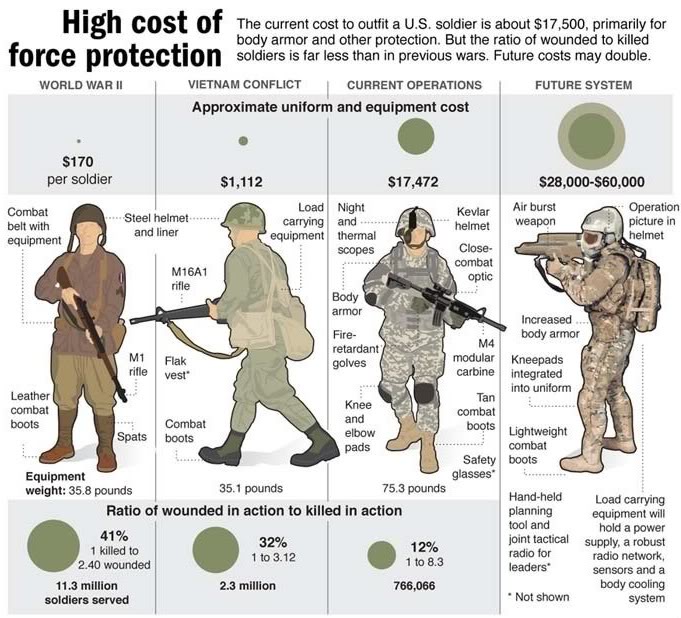 High cost of
force protection
The current cost to outfit a U.S. soldier is about $17,500, primarily for
body armor and other protection. But the ratio of wounded to killed
soldiers is far less than in previous wars. Future costs may double.
WORLD WAR II
VIETNAM CONFLICT
CURRENT OPERATIONS
FUTURE SYSTEM
Approximate uniform and equipment cost
$170
per soldier
$1,112
$17,472
$28,000-$60,000
Combat
belt with
equipment
Steel helmet
and liner
M1
rifle
Leather
combat
boots
Spats
Equipment
weight: 35.8 pounds
Load
carrying
equipment
M16A1
rifle
Flak
vest*
Combat
boots
35.1 pounds
Night
and
thermal
scopes
Kevlar
helmet
Close-
combat
optic
Body
armor
Fire-
retardant
golves
M4
modular
carbine
Knee
and
elbow
pads
Tan
combat
boots
Safety
glasses*
75.3 pounds
Air burst
weapon
Operation
picture in
helmet
Increased
body armor
Kneepads
integrated
into uniform
Lightweight
combat
boots
Hand-held
planning
tool and
joint tactical
radio for
leaders*
Load carrying
equipment will
hold a power
supply, a robust
radio network,
sensors and a
body cooling
system
* Not shown
Ratio of wounded in action to killed in action
41%
1 killed to
2.40 wounded
11.3 million
soldiers served
32%
1 to 3.12
2.3 million
12%
1 to 8.3
766,066